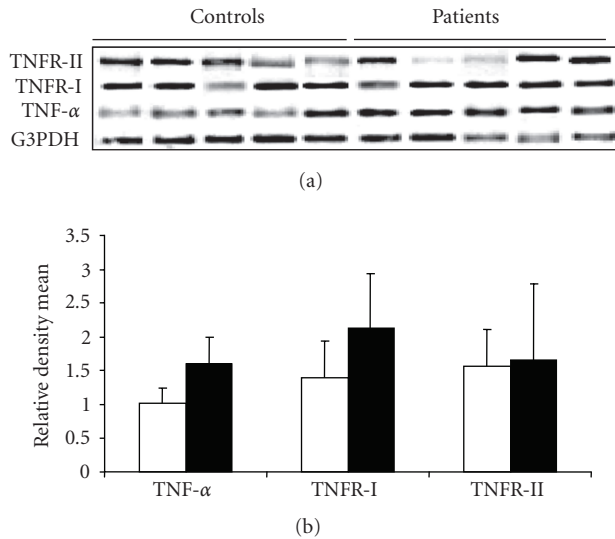 Controls Patients
TNFR-II
TNFR-I
TNF-α
G3PDH
(a)
Relative density mean
3.5
3
2.5
2
1.5
1
0.5
0
TNF-α TNFR-I TNFR-II
(b)